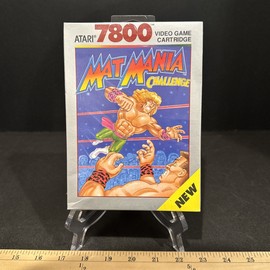 ATARI 7800 VIDEO GAME CARTRIDGE
MAT MANIA
CHALLENGE
NEW